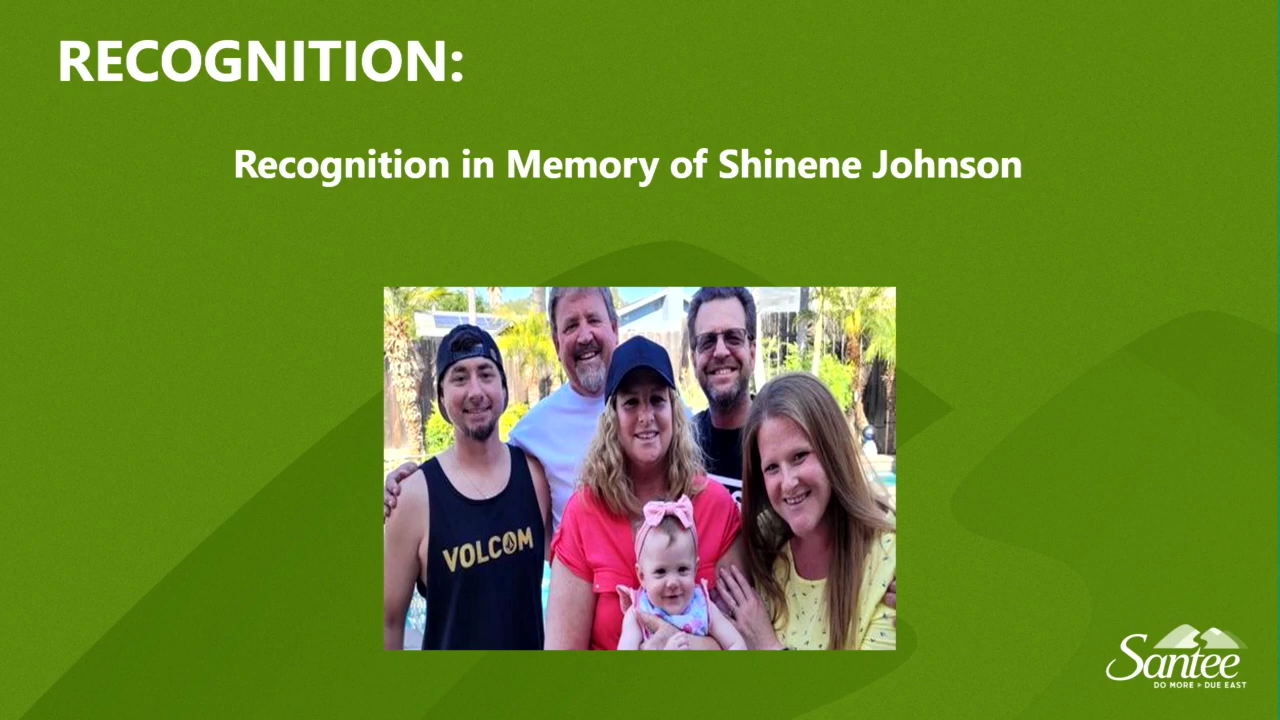 RECOGNITION:
Recognition in Memory of Shinene Johnson
VOLCOM
Santee
DO MORE ▸ DUE EAST